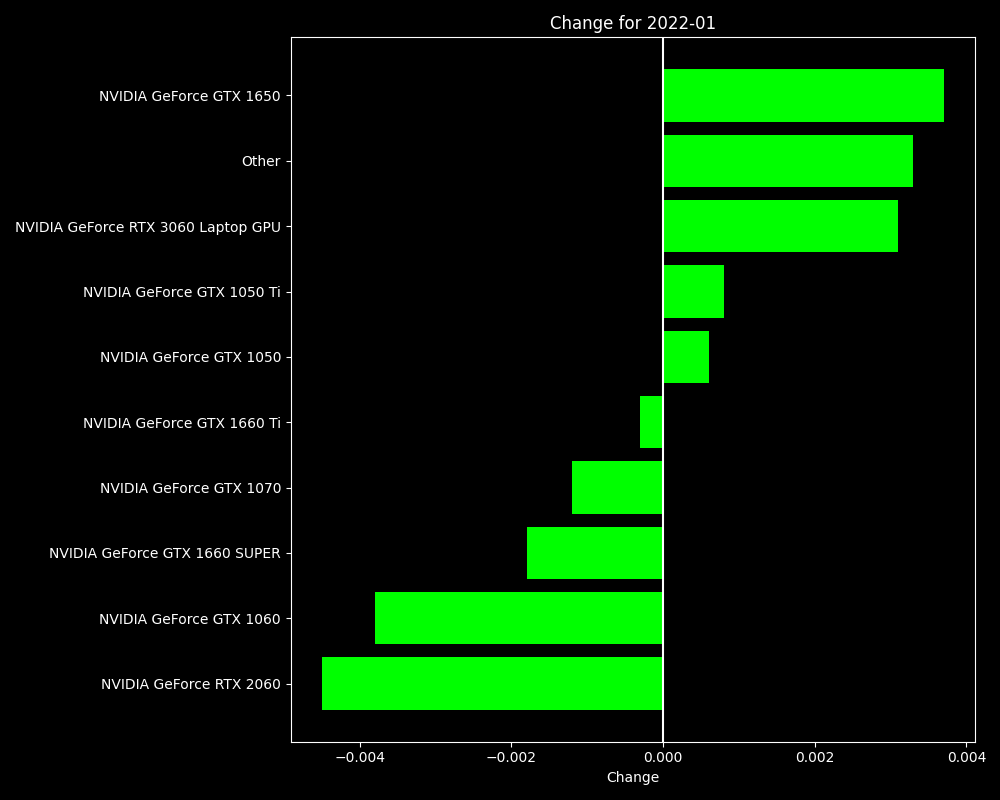 Change for 2022-01
NVIDIA GeForce GTX 1650
Other
NVIDIA GeForce RTX 3060 Laptop GPU
NVIDIA GeForce GTX 1050 Ti
NVIDIA GeForce GTX 1050
NVIDIA GeForce GTX 1660 Ti
NVIDIA GeForce GTX 1070
NVIDIA GeForce GTX 1660 SUPER
NVIDIA GeForce GTX 1060
NVIDIA GeForce RTX 2060
−0.004 −0.002 0.000 0.002 0.004
Change